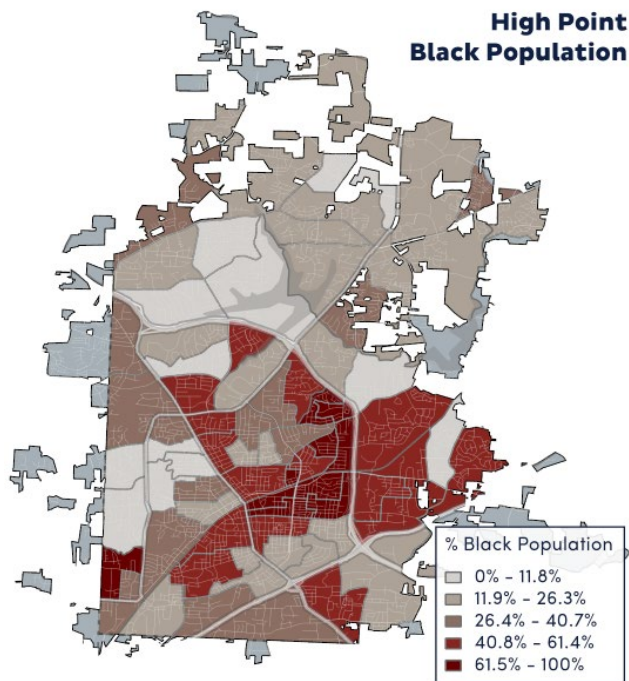 High Point
Black Population
% Black Population
0% - 11.8%
11.9% - 26.3%
26.4% - 40.7%
40.8% - 61.4%
61.5% - 100%